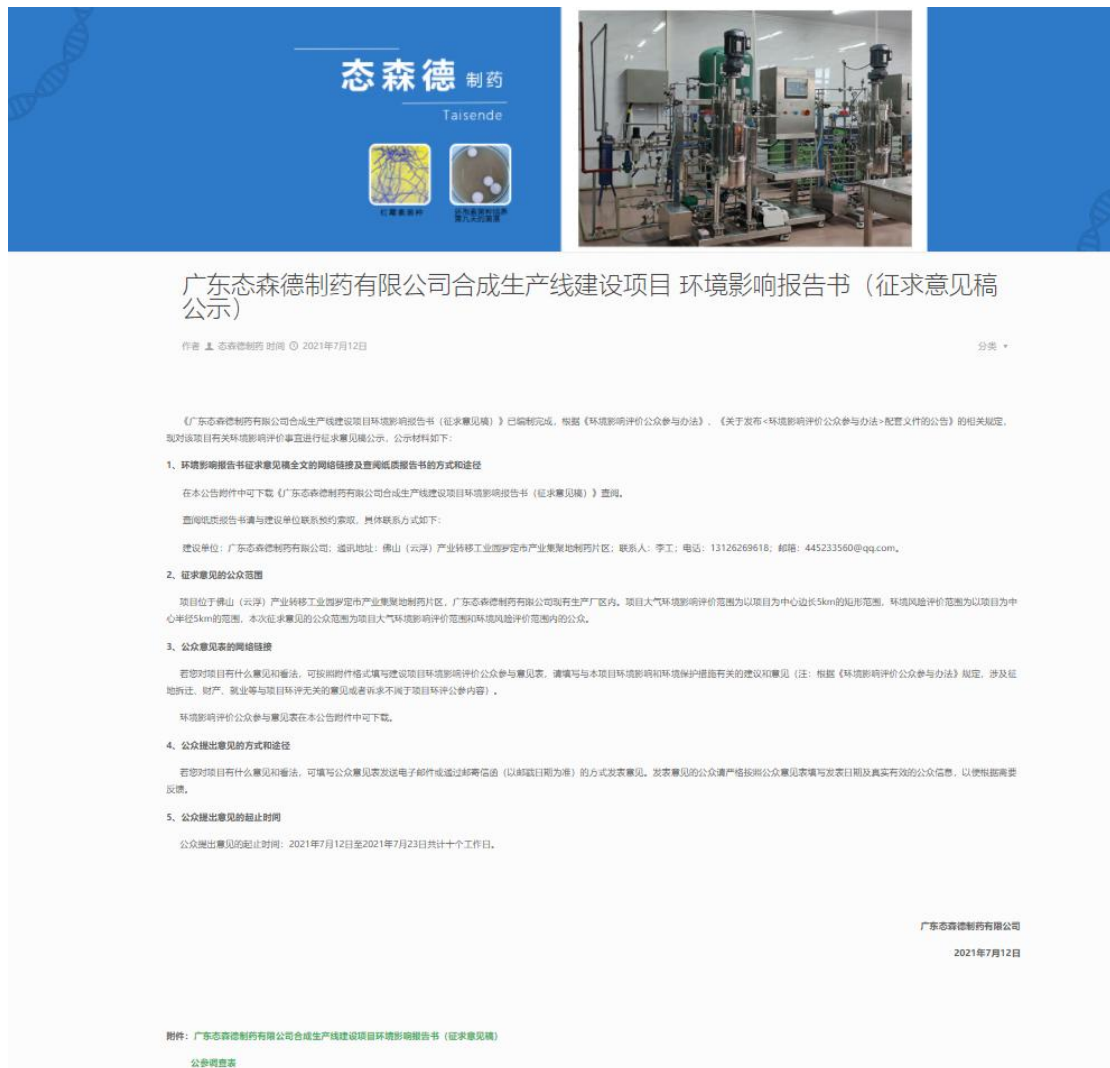 态森德 制药
Taisende
红霉素菌种
广东态森德制药有限公司合成生产线建设项目 环境影响报告书（征求意见稿
公示）
作者 态森德制药 时间 2021年7月12日
分类
《广东态森德制药有限公司合成生产线建设项目环境影响报告书（征求意见稿）》已编制完成，根据《环境影响评价公众参与办法》、《关于发布<环境影响评价公众参与办法>配套文件的公告》的相关规定，
现对该项目有关环境影响评价事宜进行征求意见稿公示，公示材料如下：
1、环境影响报告书征求意见稿全文的网络链接及查阅纸质报告书的方式和途径
在本公告附件中可下载《广东态森德制药有限公司合成生产线建设项目环境影响报告书（征求意见稿）》查阅。
查阅纸质报告书请与建设单位联系预约索取，具体联系方式如下：
建设单位：广东态森德制药有限公司；通讯地址：佛山（云浮）产业转移工业园罗定市产业集聚地制药片区；联系人：李工；电话：13126269618；邮箱：445233560@qq.com。
2、征求意见的公众范围
项目位于佛山（云浮）产业转移工业园罗定市产业集聚地制药片区，广东态森德制药有限公司现有生产厂区内。项目大气环境影响评价范围为以项目为中心边长5km的矩形范围，环境风险评价范围为以项目为中
心半径5km的范围，本次征求意见的公众范围为项目大气环境影响评价范围和环境风险评价范围内的公众。
3、公众意见表的网络链接
若您对项目有什么意见和看法，可按照附件格式填写建设项目环境影响评价公众参与意见表，请填写与本项目环境影响和环境保护措施有关的建议和意见（注：根据《环境影响评价公众参与办法》规定，涉及征
地拆迁、财产、就业等与项目环评无关的意见或者诉求不属于项目环评公参内容）。
环境影响评价公众参与意见表在本公告附件中可下载。
4、公众提出意见的方式和途径
若您对项目有什么意见和看法，可填写公众意见表发送电子邮件或通过邮寄信函（以邮戳日期为准）的方式发表意见。发表意见的公众请严格按照公众意见表填写发表日期及真实有效的公众信息，以便根据需要
反馈。
5、公众提出意见的起止时间
公众提出意见的起止时间：2021年7月12日至2021年7月23日共计十个工作日。
广东态森德制药有限公司
2021年7月12日
附件：广东态森德制药有限公司合成生产线建设项目环境影响报告书（征求意见稿）
公参调查表